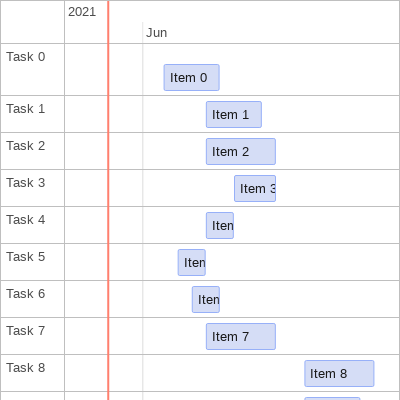 2021
Jun
Task 0
Item 0
Task 1
Item 1
Task 2
Item 2
Task 3
Item 3
Task 4
Iten
Task 5
Iten
Task 6
Iten
Task 7
Item 7
Task 8
Item 8